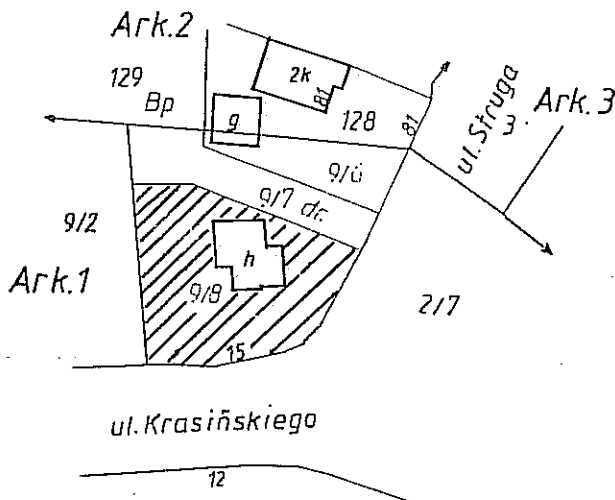 Ark.2
129
Bp
2k
81
g
128
81
ul. Struga
3
Ark. 3
9/7 dr
9/2
Ark.1
h
9/8
2/7
15
ul. Krasińskiego
12